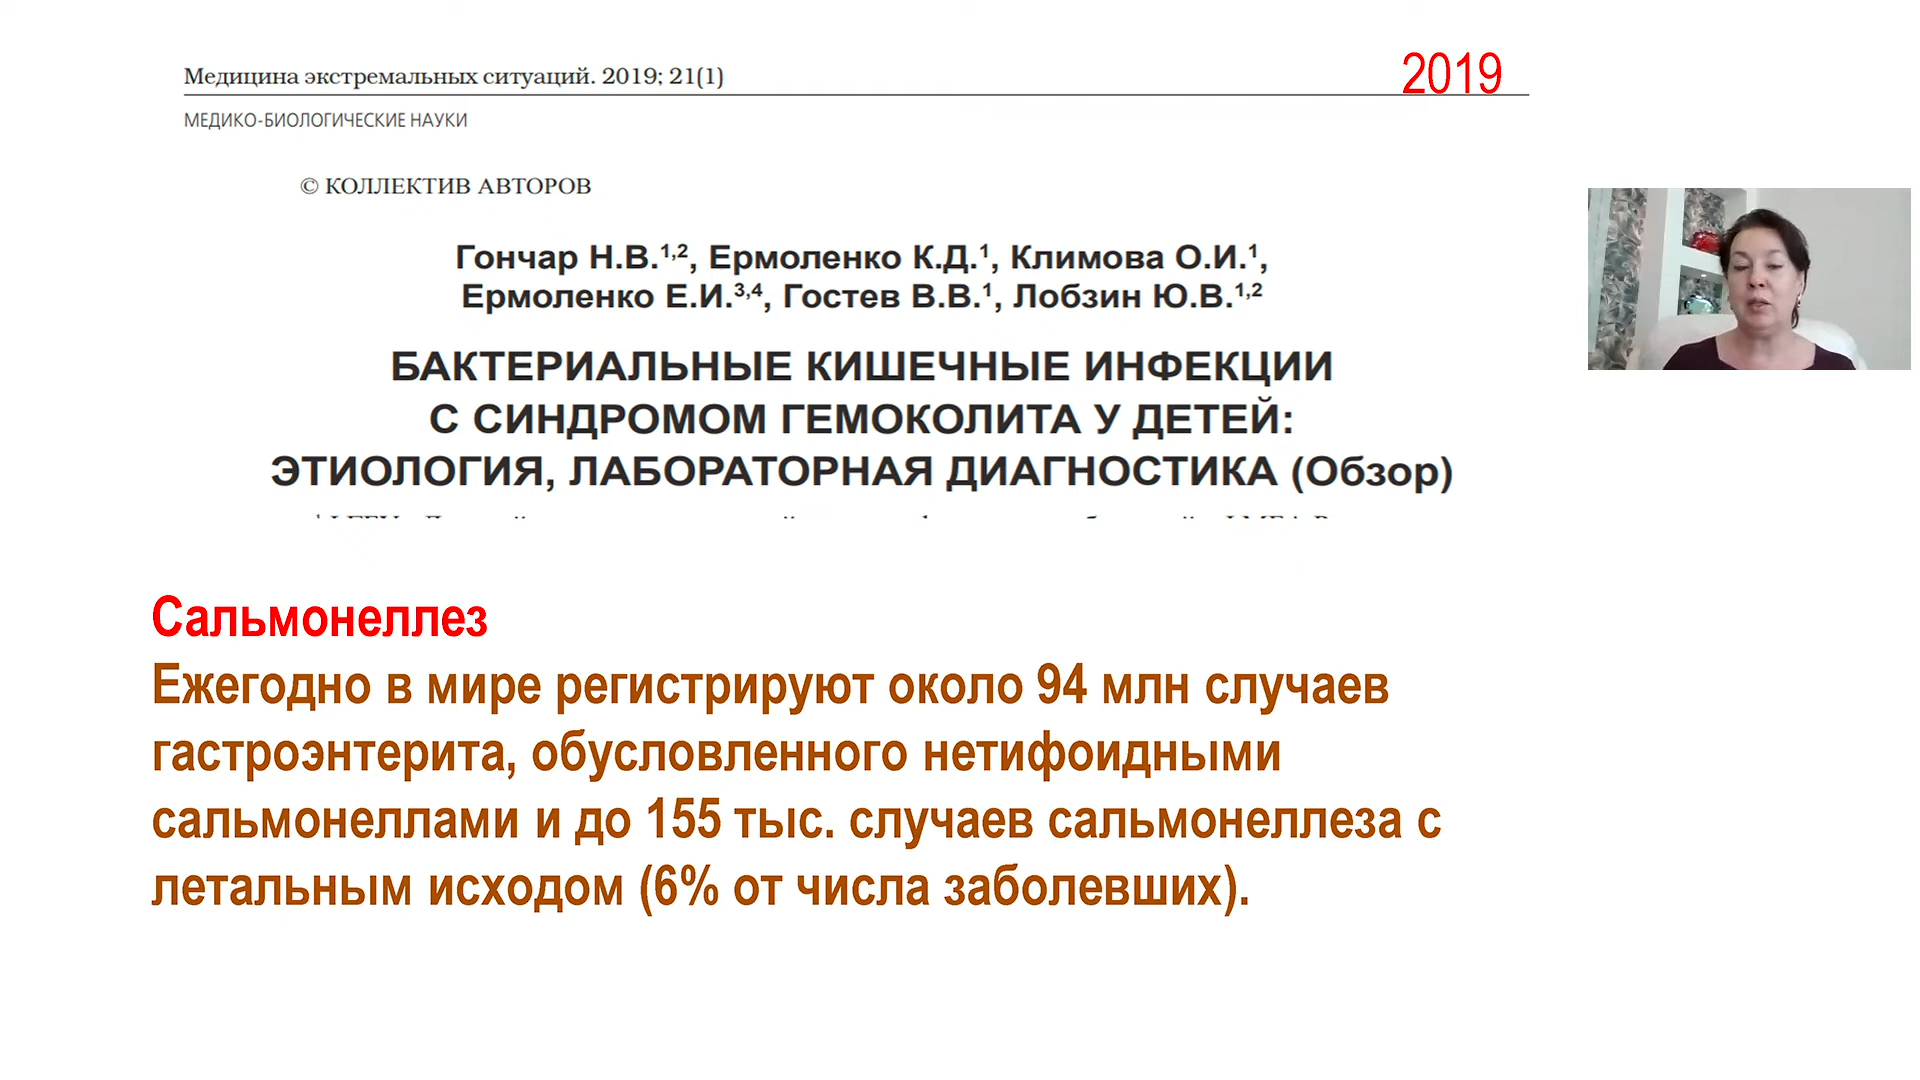 Медицина экстремальных ситуаций. 2019; 21(1)
2019
МЕДИКО-БИОЛОГИЧЕСКИЕ НАУКИ
© КОЛЛЕКТИВ АВТОРОВ
Гончар Н.В.¹,², Ермоленко К.Д.¹, Климова О.И.¹,
Ермоленко Е.И.³,⁴, Гостев В.В.¹, Лобзин Ю.В.¹,²
БАКТЕРИАЛЬНЫЕ КИШЕЧНЫЕ ИНФЕКЦИИ
С СИНДРОМОМ ГЕМОКОЛИТА У ДЕТЕЙ:
ЭТИОЛОГИЯ, ЛАБОРАТОРНАЯ ДИАГНОСТИКА (Обзор)
Сальмонеллез
Ежегодно в мире регистрируют около 94 млн случаев
гастроэнтерита, обусловленного нетифоидными
сальмонеллами и до 155 тыс. случаев сальмонеллеза с
летальным исходом (6% от числа заболевших).